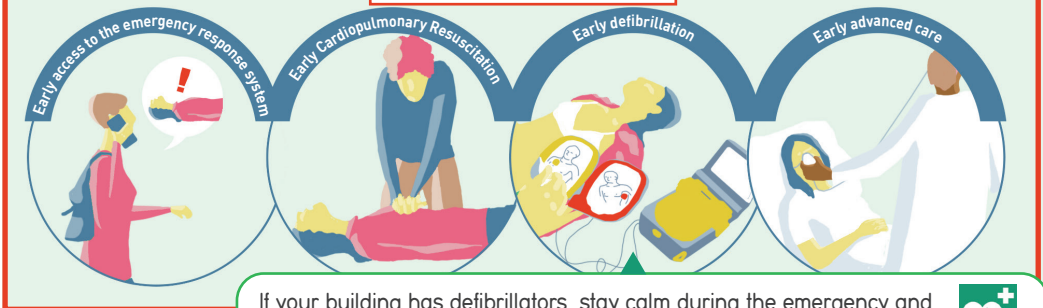 Early access to the emergency response system
Early Cardiopulmonary Resuscitation
Early defibrillation
Early advanced care
!
If your building has defibrillators, stay calm during the emergency and